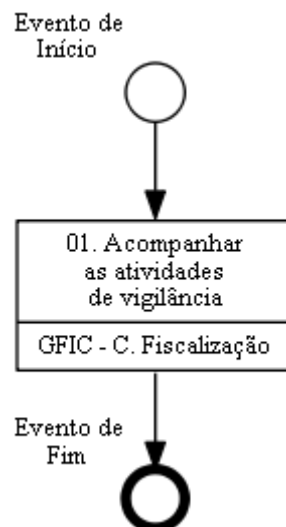 Evento de
Início
01. Acompanhar
as atividades
de vigilância
GFIC - C. Fiscalização
Evento de
Fim